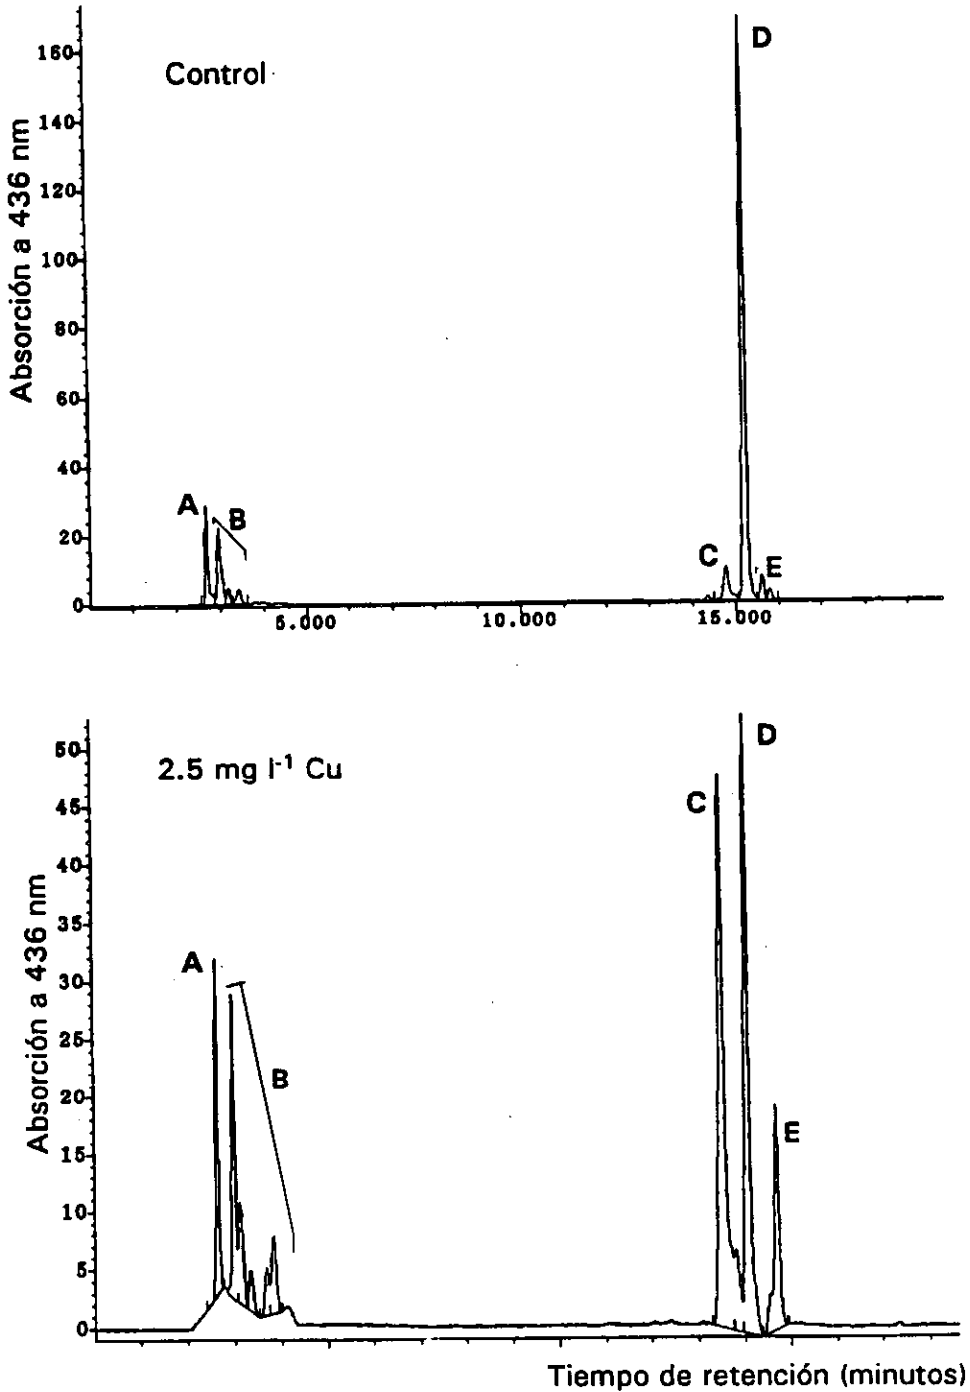 Control
Absorción a 436 nm
160
140
120
100
80
60
40
20
0
A
B
C
D
E
5.000
10.000
15.000
2.5 mg l-1 Cu
Absorción a 436 nm
50
45
40
35
30
25
20
15
10
5
0
A
B
C
D
E
Tiempo de retención (minutos)